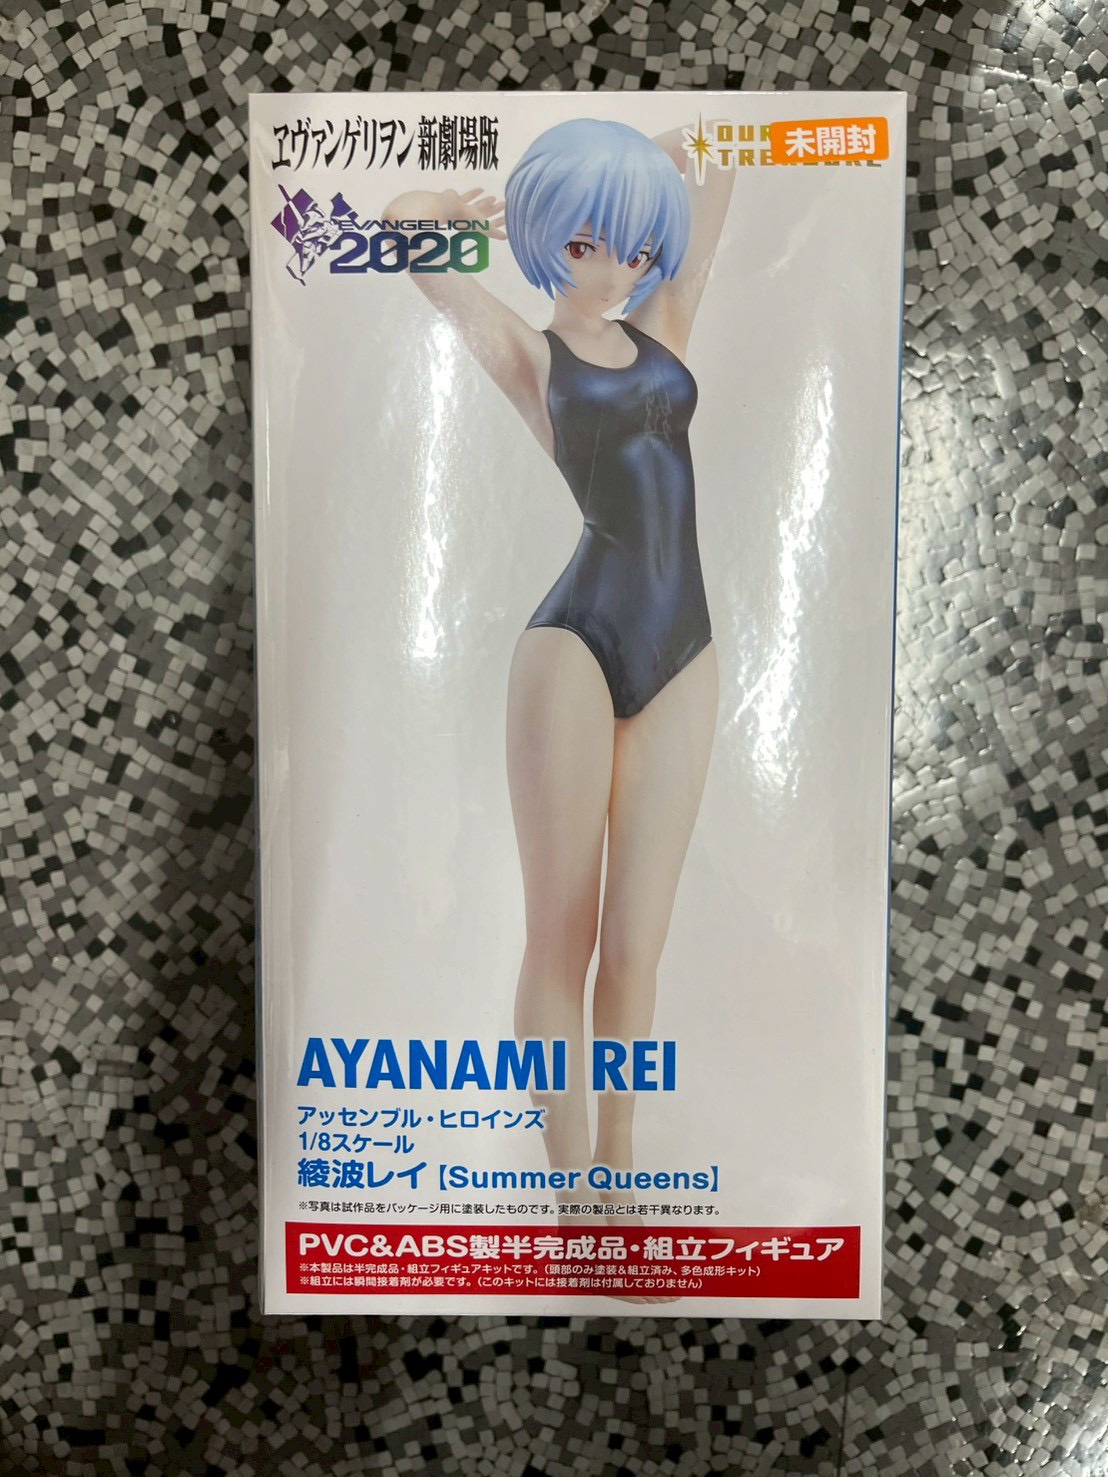 ヱヴァンゲリヲン新劇場版
EVANGELION
2020
OUR
TRE
未開封
AYANAMI REI
アッセンブル・ヒロインズ
1/8スケール
綾波レイ【Summer Queens】
※写真は試作品をパッケージ用に塗装したものです。実際の製品とは若干異なります。
PVC&ABS製半完成品・組立フィギュア
※本製品は半完成品・組立フィギュアキットです。(頭部のみ塗装&組立済み、多色成形キット)
※組立には瞬間接着剤が必要です。(このキットには接着剤は付属しておりません)